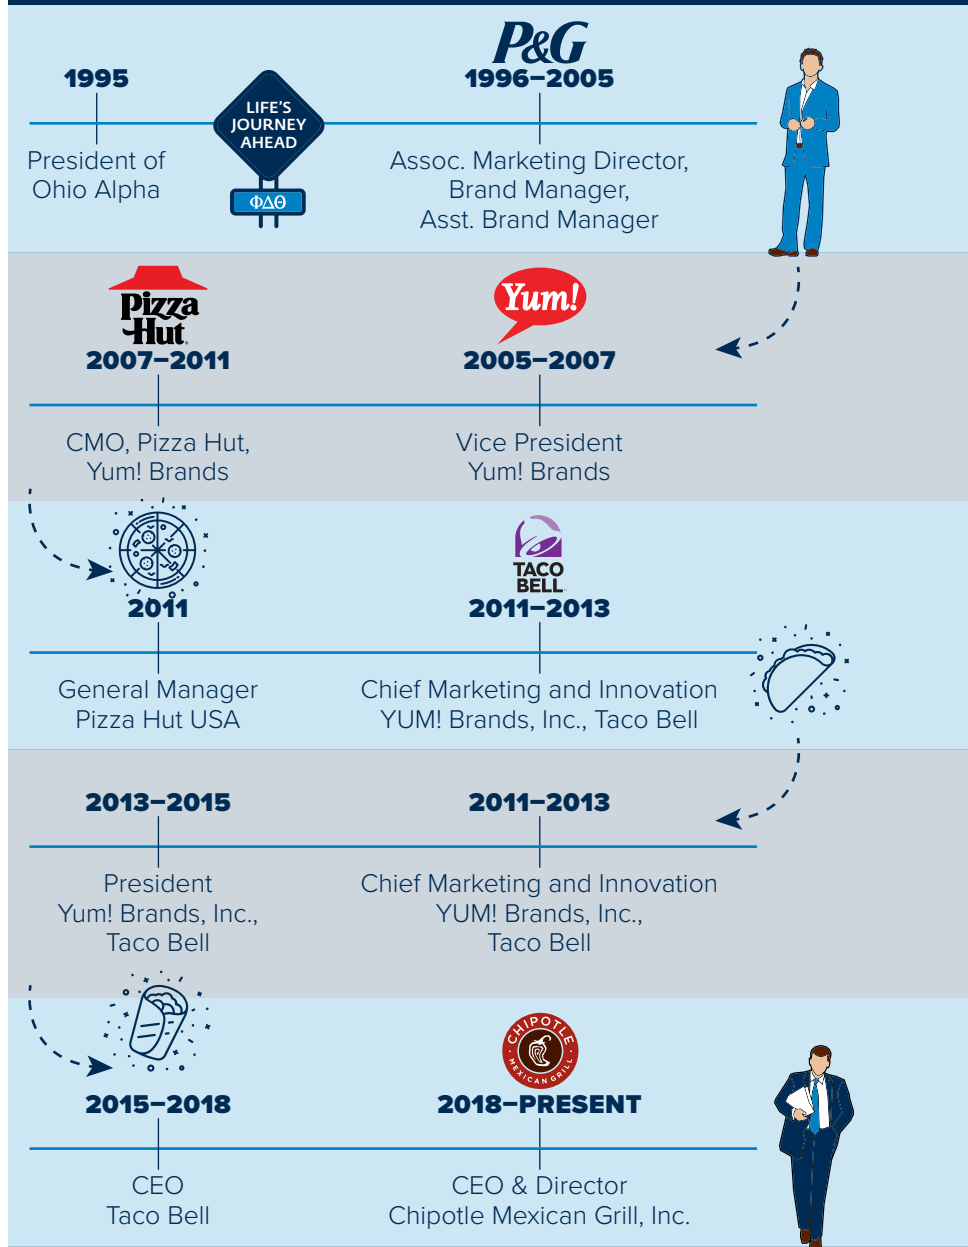 1995
President of
Ohio Alpha
LIFE'S
JOURNEY
AHEAD
ΦΔΘ
P&G
1996–2005
Assoc. Marketing Director,
Brand Manager,
Asst. Brand Manager
Pizza
Hut
2007–2011
CMO, Pizza Hut,
Yum! Brands
Yum!
2005–2007
Vice President
Yum! Brands
2011
General Manager
Pizza Hut USA
TACO
BELL
2011–2013
Chief Marketing and Innovation
YUM! Brands, Inc., Taco Bell
2013–2015
President
Yum! Brands, Inc.,
Taco Bell
2011–2013
Chief Marketing and Innovation
YUM! Brands, Inc.,
Taco Bell
2015–2018
CEO
Taco Bell
CHIPOTLE
MEXICAN GRILL
2018–PRESENT
CEO & Director
Chipotle Mexican Grill, Inc.